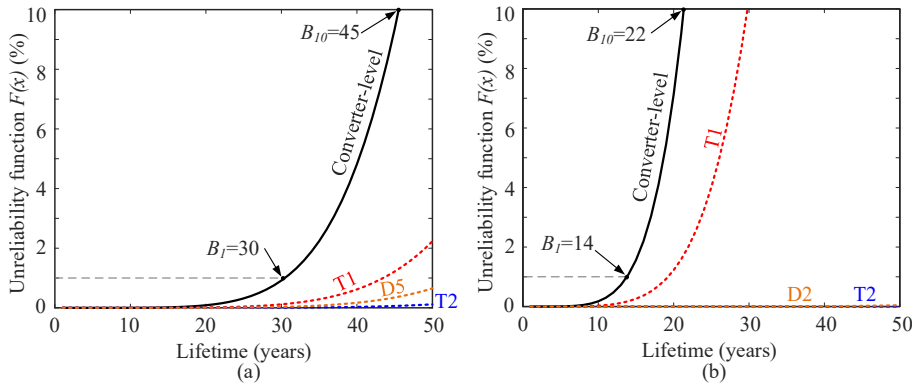 10
8
6
4
2
0
Unreliability function F(x) (%)
B10=45
Converter-level
B1=30
T1
D5
T2
0 10 20 30 40 50
Lifetime (years)
(a)
10
8
6
4
2
0
Unreliability function F(x) (%)
B10=22
Converter-level
T1
B1=14
D2 T2
0 10 20 30 40 50
Lifetime (years)
(b)